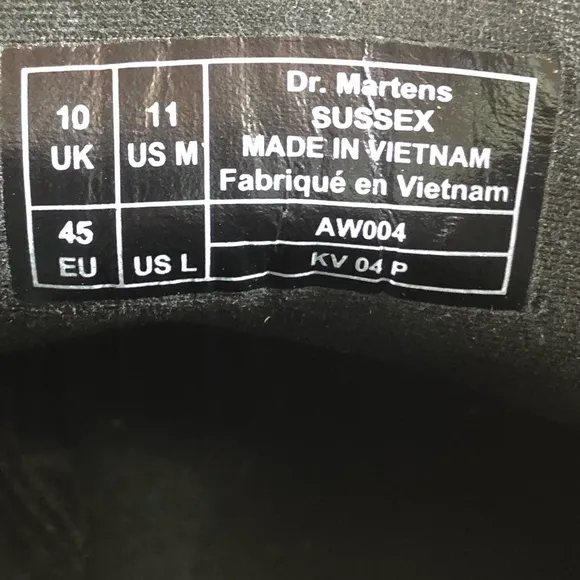 10
UK
11
US M
Dr. Martens
SUSSEX
MADE IN VIETNAM
Fabriqué en Vietnam
45
EU
US L
AW004
KV 04 P